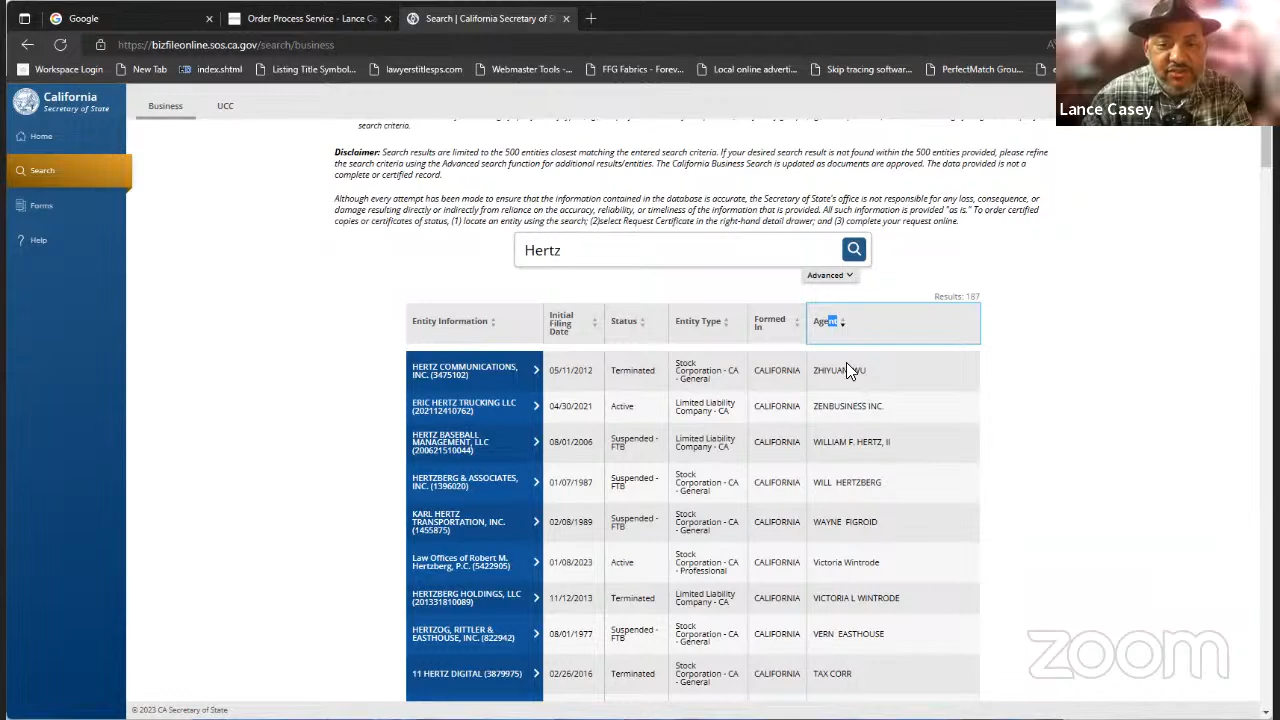 Google
Order Process Service - Lance Ca
Search | California Secretary of S
https://bizfileonline.sos.ca.gov/search/business
Workspace Login
New Tab
index.shtml
Listing Title Symbol...
lawyerstitleps.com
Webmaster Tools -...
FFG Fabrics - Forev...
Local online adverti...
Skip tracing softwar...
PerfectMatch Grou...
Lance Casey
California
Secretary of State
Business
UCC
Home
Search
Forms
Help
search criteria.
Disclaimer: Search results are limited to the 500 entities closest matching the entered search criteria. If your desired search result is not found within the 500 entities provided, please refine
the search criteria using the Advanced search function for additional results/entities. The California Business Search is updated as documents are approved. The data provided is not a
complete or certified record.
Although every attempt has been made to ensure that the information contained in the database is accurate, the Secretary of State's office is not responsible for any loss, consequence, or
damage resulting directly or indirectly from reliance on the accuracy, reliability, or timeliness of the information that is provided. All such information is provided "as is." To order certified
copies or certificates of status, (1) locate an entity using the search; (2)select Request Certificate in the right-hand detail drawer; and (3) complete your request online.
Hertz
Advanced
Results: 187
Entity Information
Initial
Filing
Date
Status
Entity Type
Formed
In
Agent
HERTZ COMMUNICATIONS,
INC. (3475102)
05/11/2012
Terminated
Stock
Corporation - CA
- General
CALIFORNIA
ERIC HERTZ TRUCKING LLC
(202112410762)
04/30/2021
Active
Limited Liability
Company - CA
CALIFORNIA
ZENBUSINESS INC.
HERTZ BASEBALL
MANAGEMENT, LLC
(200621510044)
08/01/2006
Suspended -
FTB
Limited Liability
Company - CA
CALIFORNIA
WILLIAM F. HERTZ, II
HERTZBERG & ASSOCIATES,
INC. (1396020)
01/07/1987
Suspended -
FTB
Stock
Corporation - CA
- General
CALIFORNIA
WILL HERTZBERG
KARL HERTZ
TRANSPORTATION, INC.
(1455875)
02/08/1989
Suspended -
FTB
Stock
Corporation - CA
- General
CALIFORNIA
WAYNE FIGROID
Law Offices of Robert M.
Hertzberg, P.C. (5422905)
01/08/2023
Active
Stock
Corporation - CA
- Professional
CALIFORNIA
Victoria Wintrode
HERTZBERG HOLDINGS, LLC
(201331810089)
11/12/2013
Terminated
Limited Liability
Company - CA
CALIFORNIA
VICTORIA L WINTRODE
HERTZOG, RITTLER &
EASTHOUSE, INC. (822942)
08/01/1977
Suspended -
FTB
Stock
Corporation - CA
- General
CALIFORNIA
VERN EASTHOUSE
11 HERTZ DIGITAL (3879975)
02/26/2016
Terminated
Stock
Corporation - CA
- General
CALIFORNIA
TAX CORR
zoom
© 2023 CA Secretary of State